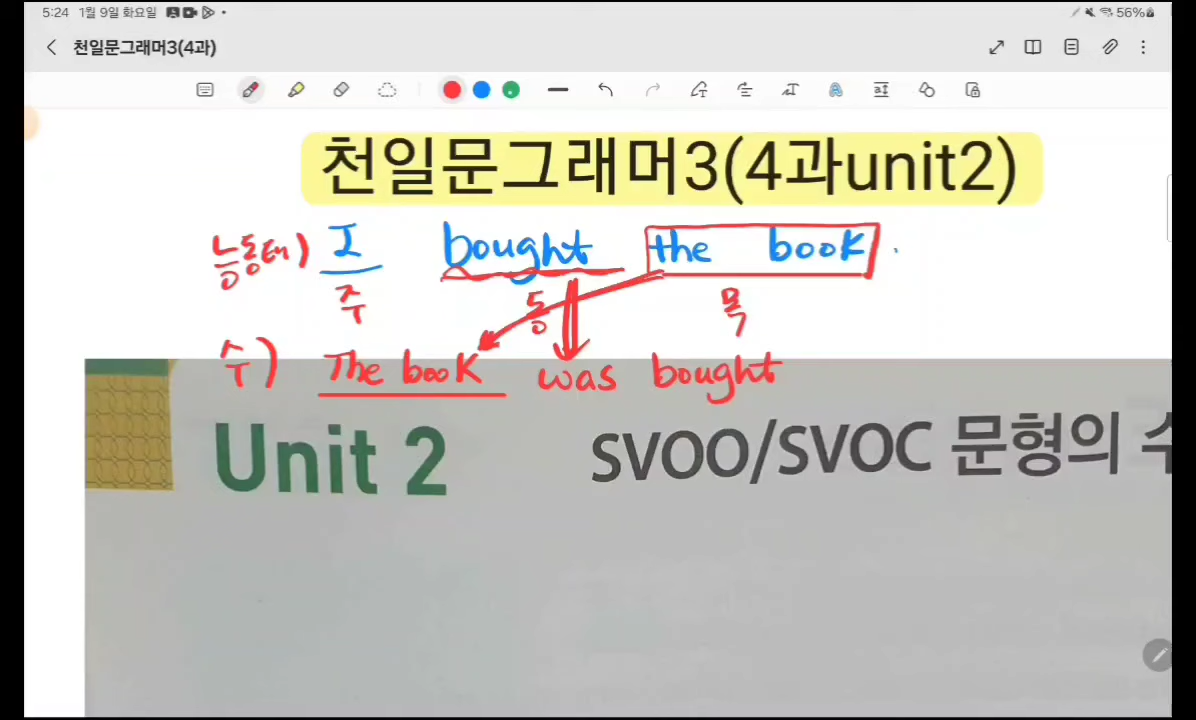 5:24 1월 9일 화요일 56%
천일문그래머3(4과)
천일문그래머3(4과unit2)
능동태) I bought the book.
주 동 목
수) The book was bought
Unit 2 SVOO/SVOC 문형의 수